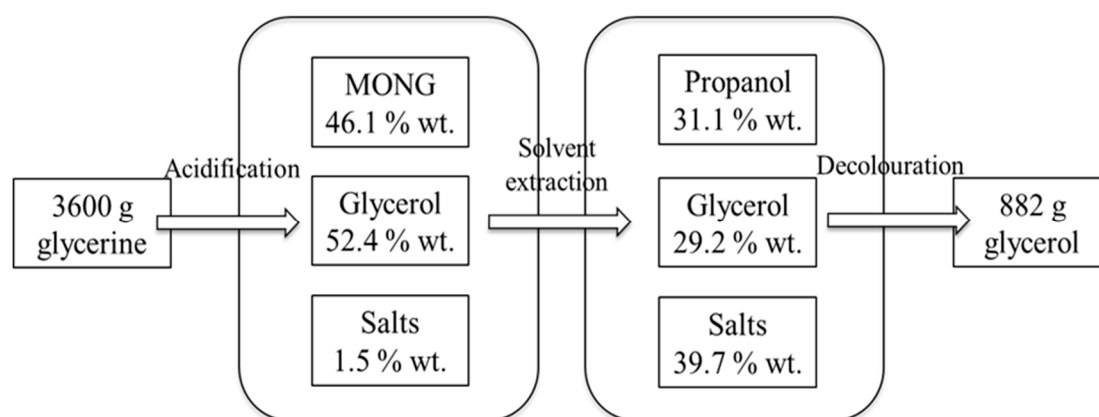 3600 g
glycerine
Acidification
MONG
46.1 % wt.
Glycerol
52.4 % wt.
Salts
1.5 % wt.
Solvent
extraction
Propanol
31.1 % wt.
Glycerol
29.2 % wt.
Salts
39.7 % wt.
Decolouration
882 g
glycerol